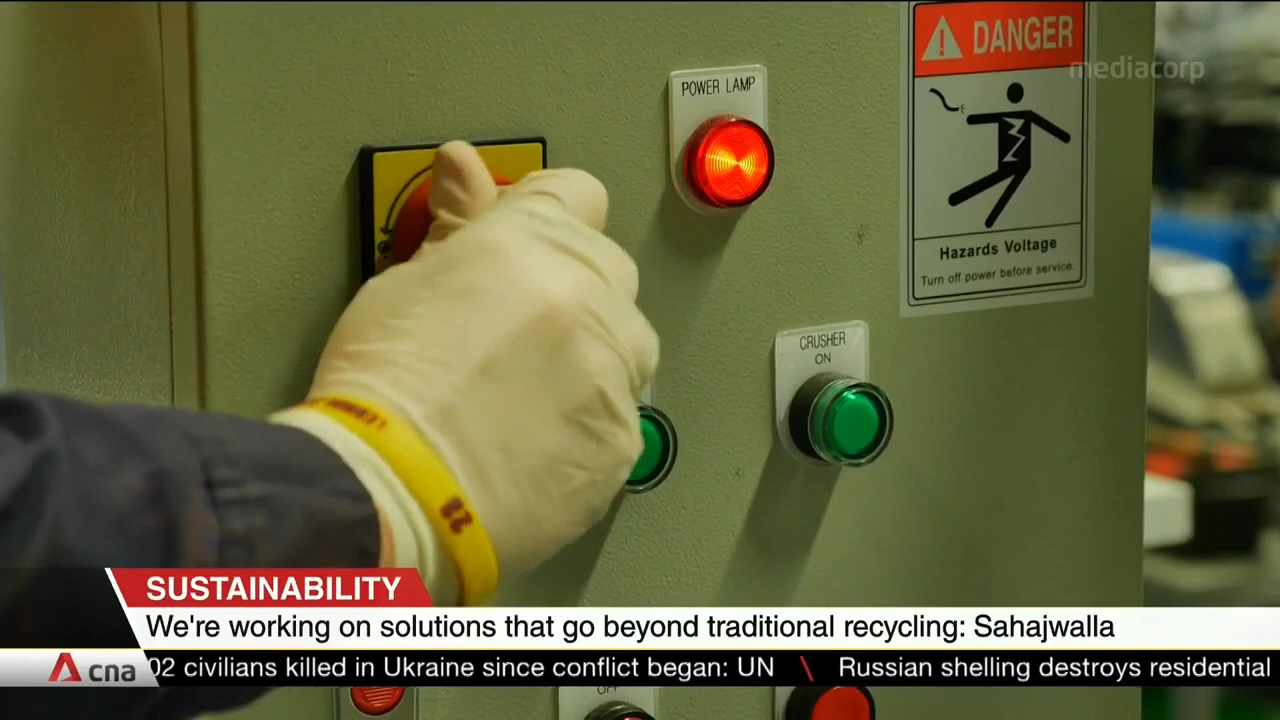 DANGER
mediacorp
POWER LAMP
Hazards Voltage
Turn off power before service.
CRUSHER
ON
23
SUSTAINABILITY
We're working on solutions that go beyond traditional recycling: Sahajwalla
cna
02 civilians killed in Ukraine since conflict began: UN \ Russian shelling destroys residential